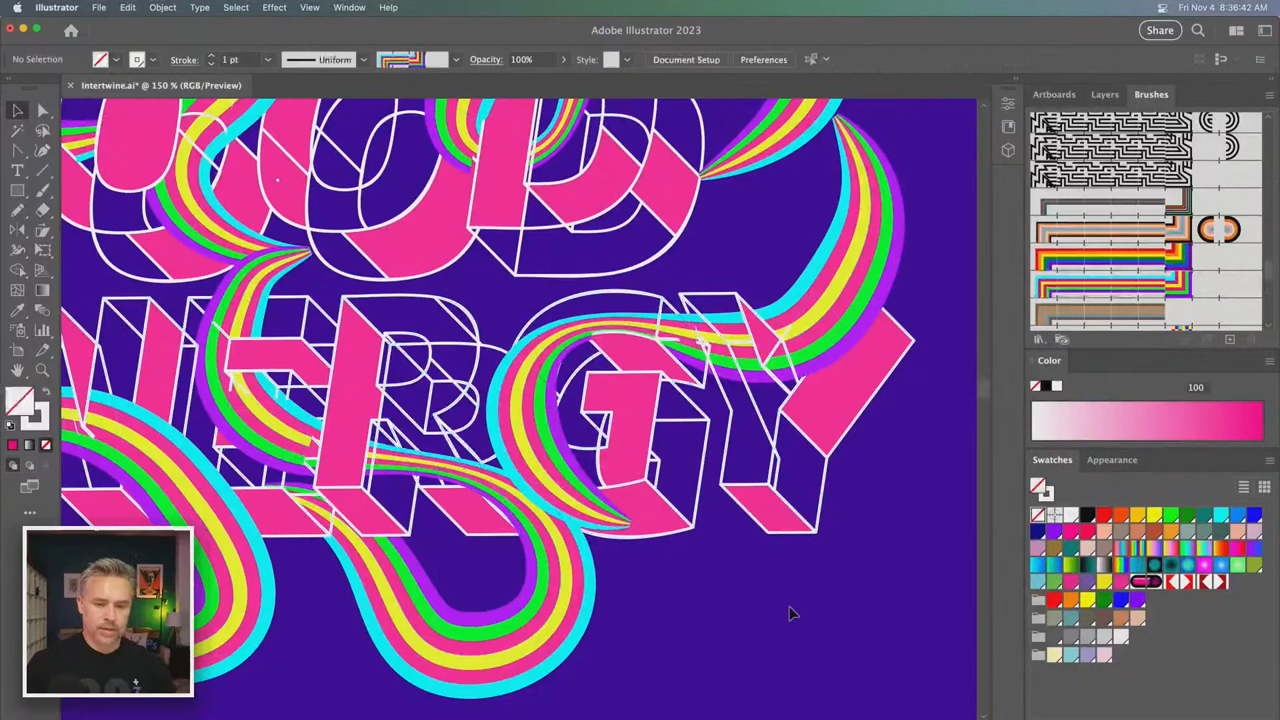 Illustrator File Edit Object Type Select Effect View Window Help Fri Nov 4 8:36:42 AM
Adobe Illustrator 2023 Share
No Selection Stroke: 1 pt Uniform Opacity: 100% Style: Document Setup Preferences
× Intertwine.ai* @ 150 % (RGB/Preview) Artboards Layers Brushes
Color
100
Swatches Appearance
ERGY